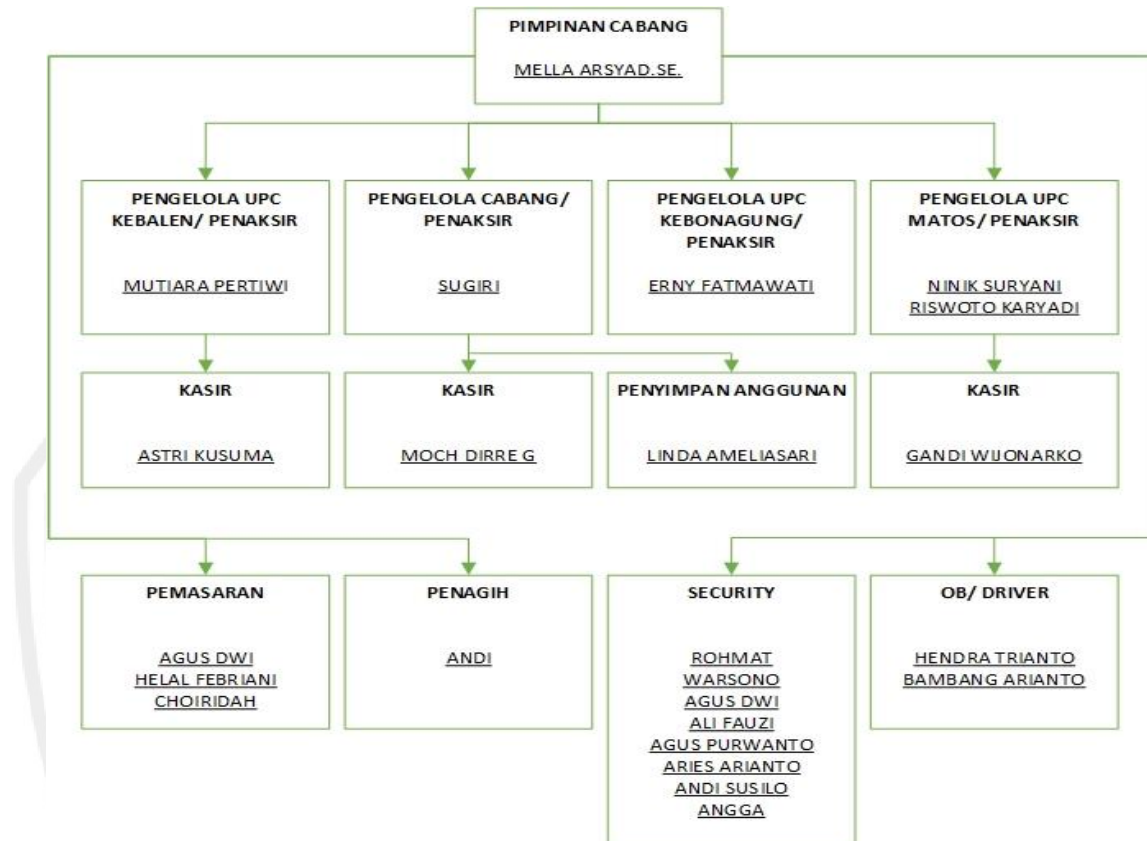 PIMPINAN CABANG
MELLA ARSYAD.SE.
PENGELOLA UPC
KEBALEN/ PENAKSIR
MUTIARA PERTIWI
PENGELOLA CABANG/
PENAKSIR
SUGIRI
PENGELOLA UPC
KEBONAGUNG/
PENAKSIR
ERNY FATMAWATI
PENGELOLA UPC
MATOS/ PENAKSIR
NINIK SURYANI
RISWOTO KARYADI
KASIR
ASTRI KUSUMA
KASIR
MOCH DIRRE G
PENYIMPAN ANGGUNAN
LINDA AMELIASARI
KASIR
GANDI WIJONARKO
PEMASARAN
AGUS DWI
HELAL FEBRIANI
CHOIRIDAH
PENAGIH
ANDI
SECURITY
ROHMAT
WARSONO
AGUS DWI
ALI FAUZI
AGUS PURWANTO
ARIES ARIANTO
ANDI SUSILO
ANGGA
OB/ DRIVER
HENDRA TRIANTO
BAMBANG ARIANTO